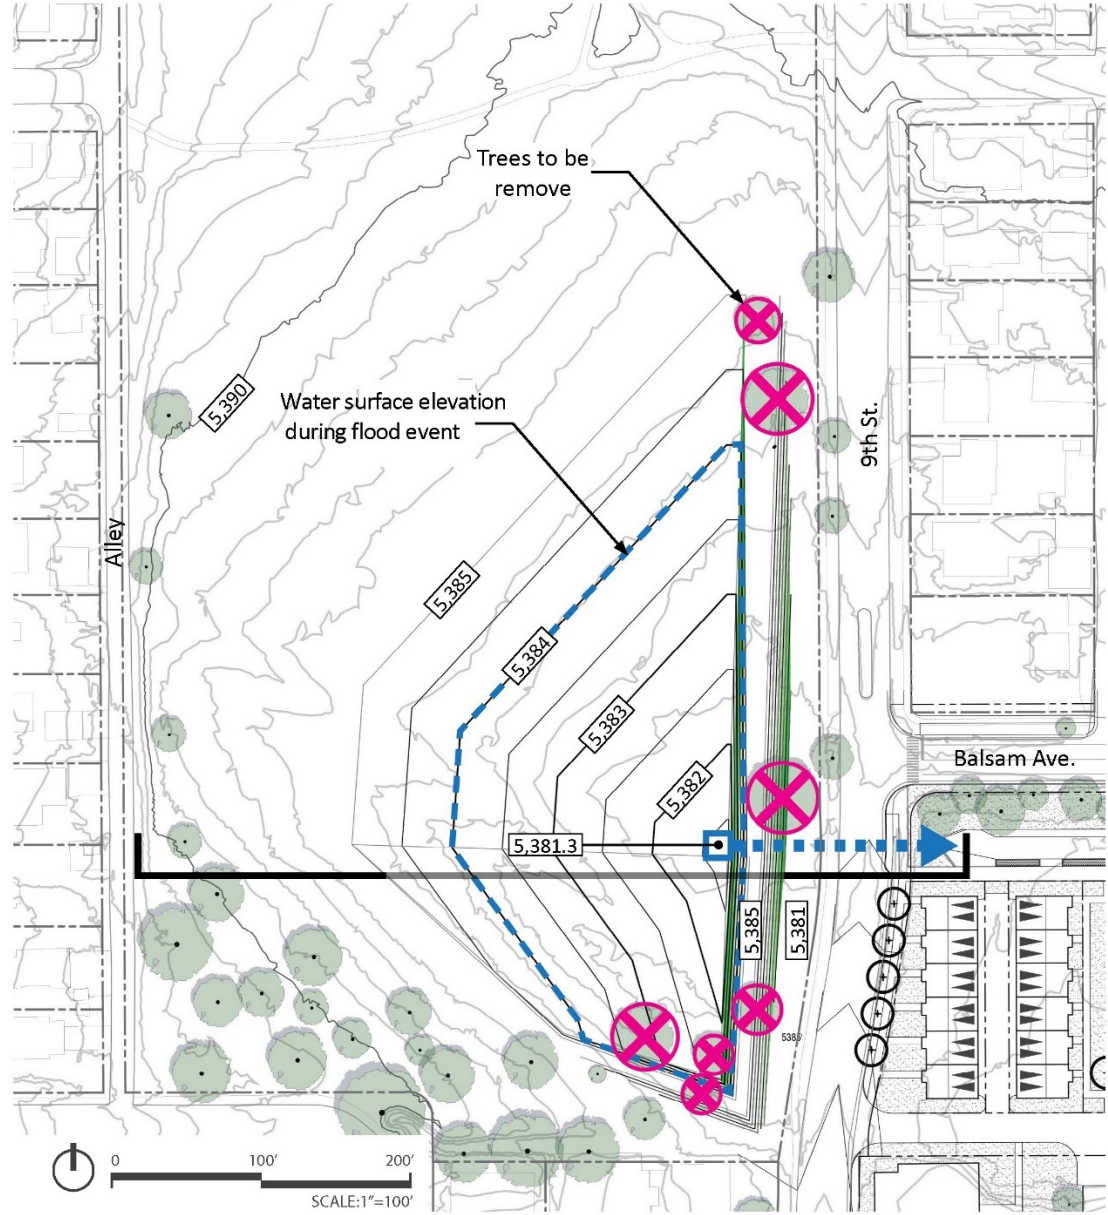 Trees to be
remove
5,390
Water surface elevation
during flood event
9th St.
Alley
5,385
5,384
5,383
5,382
Balsam Ave.
5,381.3
5,385
5,381
5385'
0 100' 200'
SCALE:1"=100'